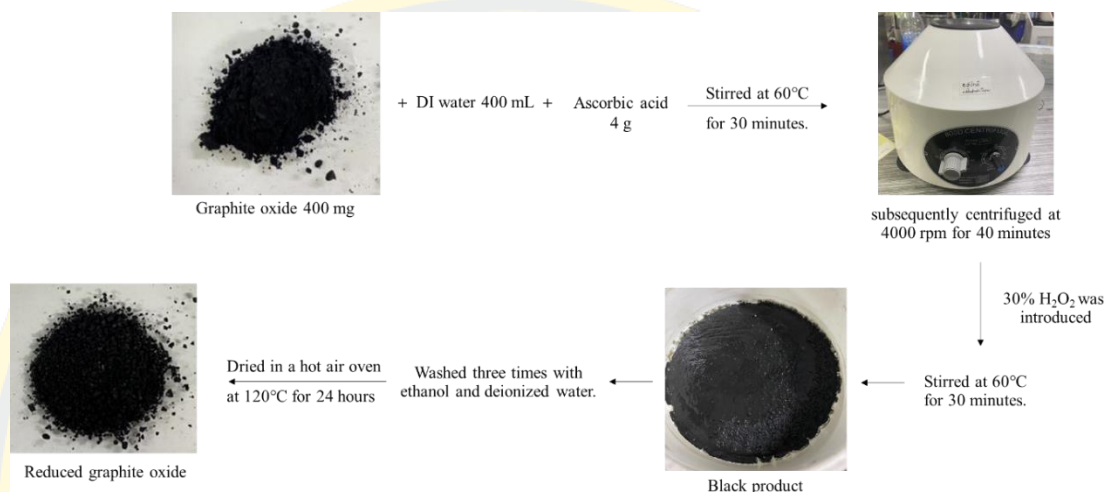 + DI water 400 mL +
Ascorbic acid
4 g
Stirred at 60°C
for 30 minutes.
Graphite oxide 400 mg
subsequently centrifuged at
4000 rpm for 40 minutes
30% H₂O₂ was
introduced
Stirred at 60°C
for 30 minutes.
Black product
Washed three times with
ethanol and deionized water.
Dried in a hot air oven
at 120°C for 24 hours
Reduced graphite oxide